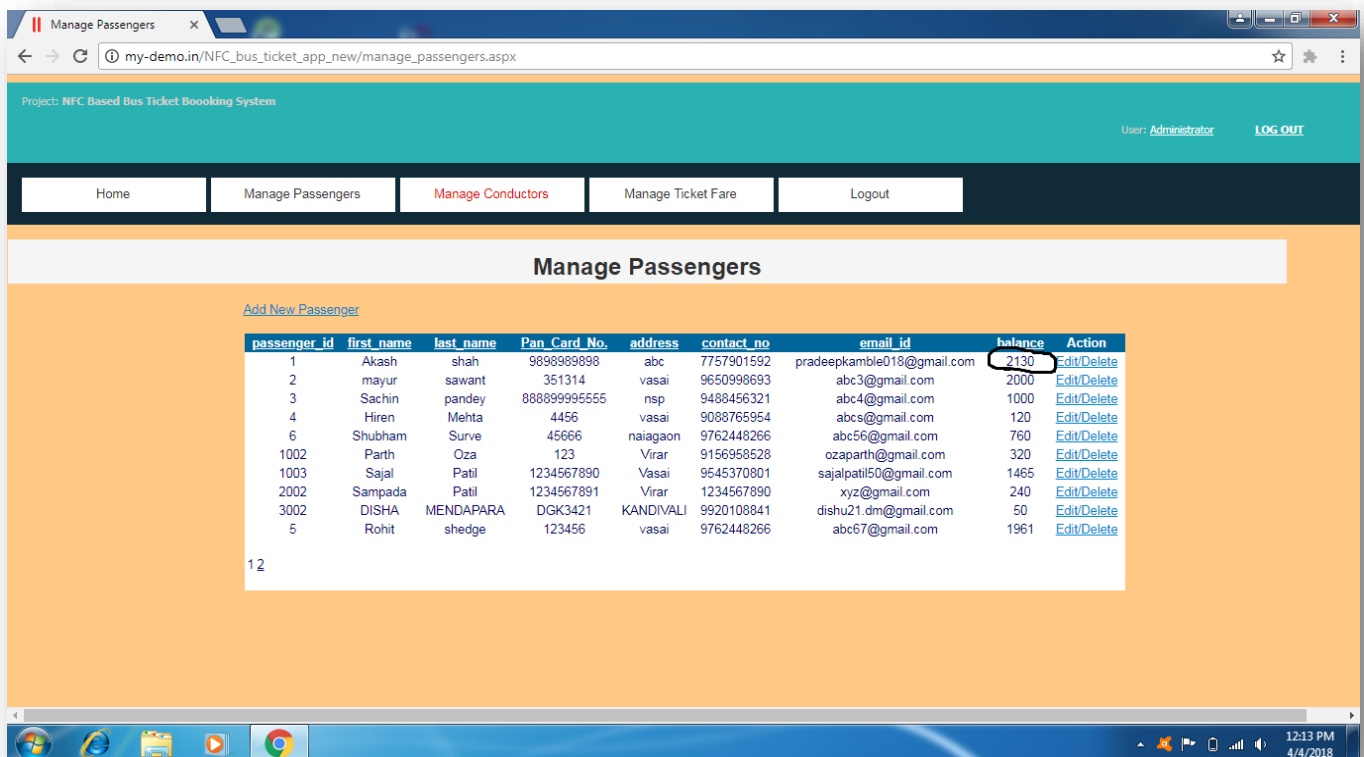 Manage Passengers
my-demo.in/NFC_bus_ticket_app_new/manage_passengers.aspx
Project: NFC Based Bus Ticket Boooking System
User: Administrator LOG OUT
Home Manage Passengers Manage Conductors Manage Ticket Fare Logout
Manage Passengers
Add New Passenger
passenger_id first_name last_name Pan_Card_No. address contact_no email_id balance Action
1 Akash shah 9898989898 abc 7757901592 pradeepkamble018@gmail.com 2130 Edit/Delete
2 mayur sawant 351314 vasai 9650998693 abc3@gmail.com 2000 Edit/Delete
3 Sachin pandey 888899995555 nsp 9488456321 abc4@gmail.com 1000 Edit/Delete
4 Hiren Mehta 4456 vasai 9088765954 abcs@gmail.com 120 Edit/Delete
6 Shubham Surve 45666 naiagaon 9762448266 abc56@gmail.com 760 Edit/Delete
1002 Parth Oza 123 Virar 9156958528 ozaparth@gmail.com 320 Edit/Delete
1003 Sajal Patil 1234567890 Vasai 9545370801 sajalpatil50@gmail.com 1465 Edit/Delete
2002 Sampada Patil 1234567891 Virar 1234567890 xyz@gmail.com 240 Edit/Delete
3002 DISHA MENDAPARA DGK3421 KANDIVALI 9920108841 dishu21.dm@gmail.com 50 Edit/Delete
5 Rohit shedge 123456 vasai 9762448266 abc67@gmail.com 1961 Edit/Delete
1 2
12:13 PM
4/4/2018